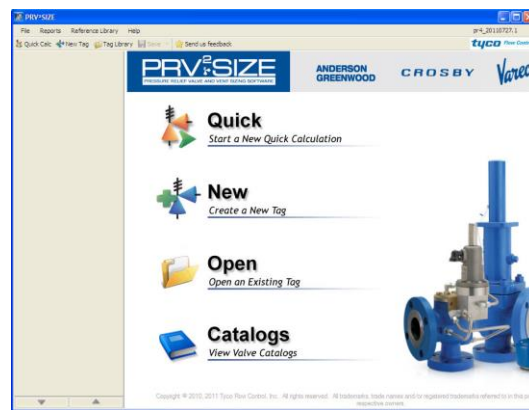 PRV²SIZE
File Reports Reference Library Help
pr4_20110727.1
Quick Calc New Tag Tag Library Save Send us feedback
tyco Flow Cont
PRV²SIZE
PRESSURE RELIEF VALVE AND VENT SIZING SOFTWARE
ANDERSON
GREENWOOD
CROSBY
Varec
Quick
Start a New Quick Calculation
New
Create a New Tag
Open
Open an Existing Tag
Catalogs
View Valve Catalogs
Copyright © 2010, 2011 Tyco Flow Control, Inc. All rights reserved. All trademarks, trade names and/or registered trademarks referred to in this
respective owners.